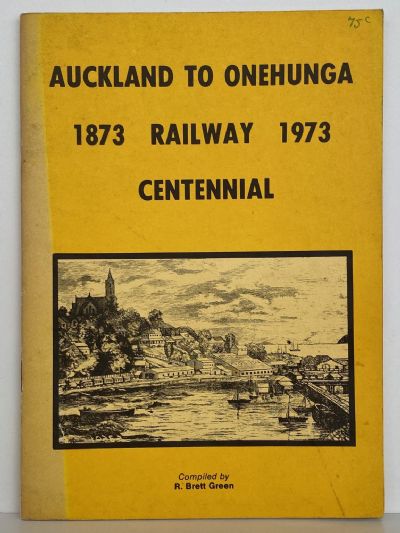 75c
AUCKLAND TO ONEHUNGA
1873 RAILWAY 1973
CENTENNIAL
Compiled by
R. Brett Green